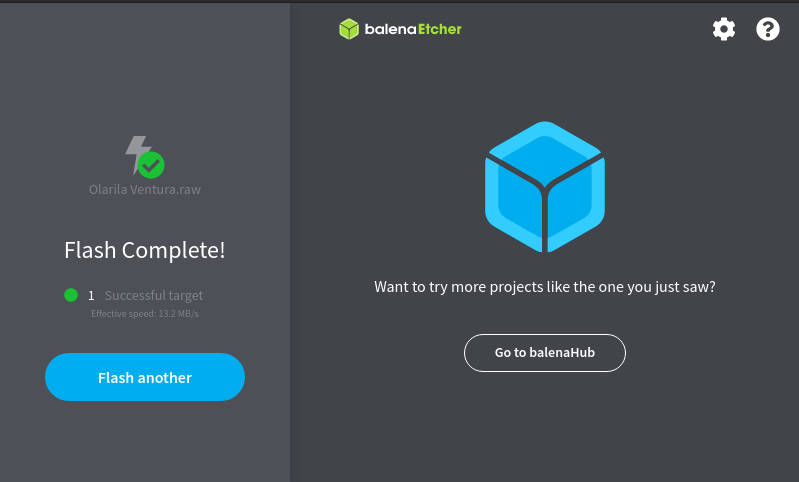 balenaEtcher
Olarila Ventura.raw
Flash Complete!
1 Successful target
Effective speed: 13.2 MB/s
Flash another
Want to try more projects like the one you just saw?
Go to balenaHub